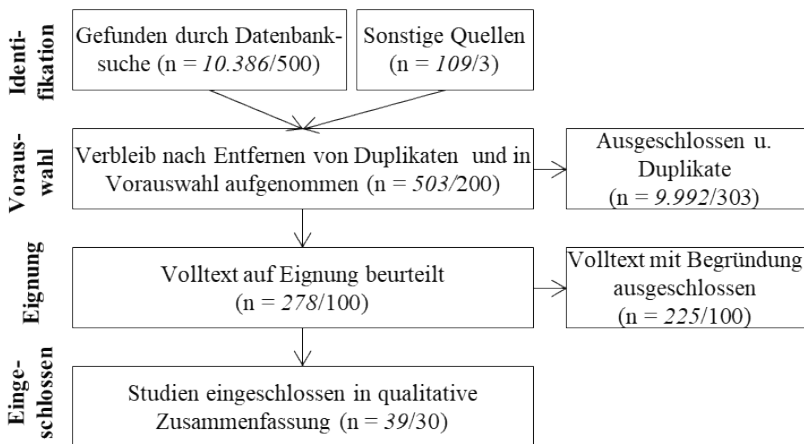 Identi-
fikation
Gefunden durch Datenbank-
suche (n = 10.386/500)
Sonstige Quellen
(n = 109/3)
Voraus-
wahl
Verbleib nach Entfernen von Duplikaten und in
Vorauswahl aufgenommen (n = 503/200)
Ausgeschlossen u.
Duplikate
(n = 9.992/303)
Eignung
Volltext auf Eignung beurteilt
(n = 278/100)
Volltext mit Begründung
ausgeschlossen
(n = 225/100)
Einge-
schlossen
Studien eingeschlossen in qualitative
Zusammenfassung (n = 39/30)